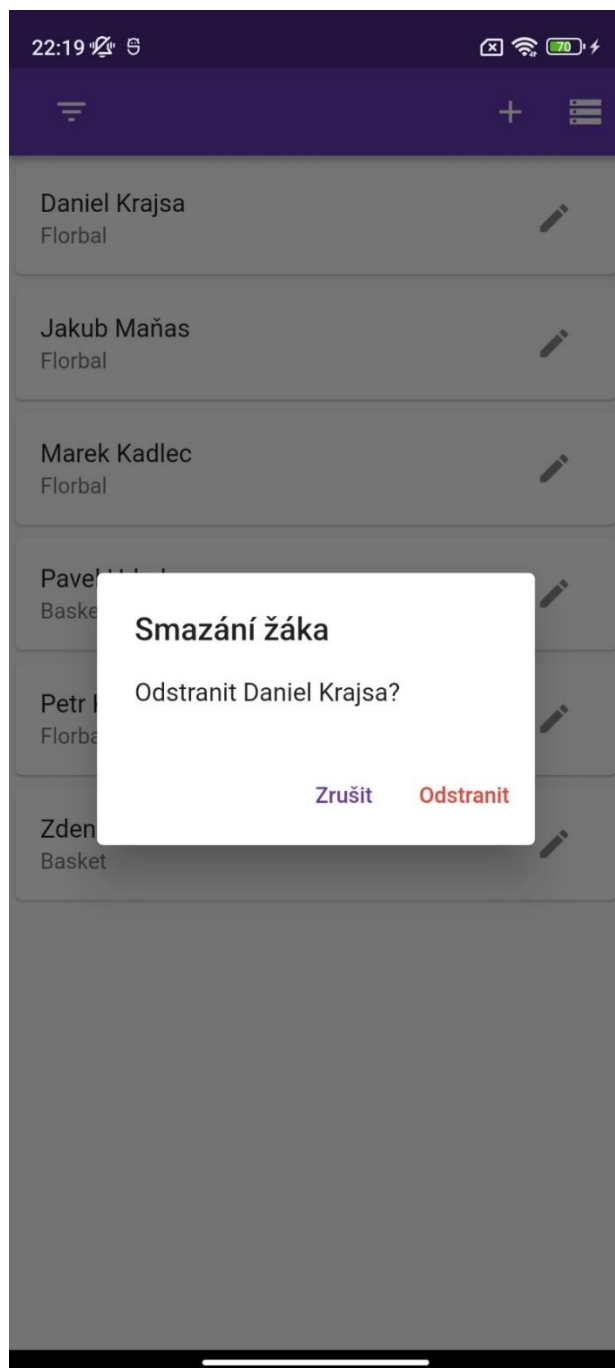 22:19
70
Daniel Krajsa
Florbal
Jakub Maňas
Florbal
Marek Kadlec
Florbal
Smazání žáka
Odstranit Daniel Krajsa?
Zrušit Odstranit
Petr
Basket